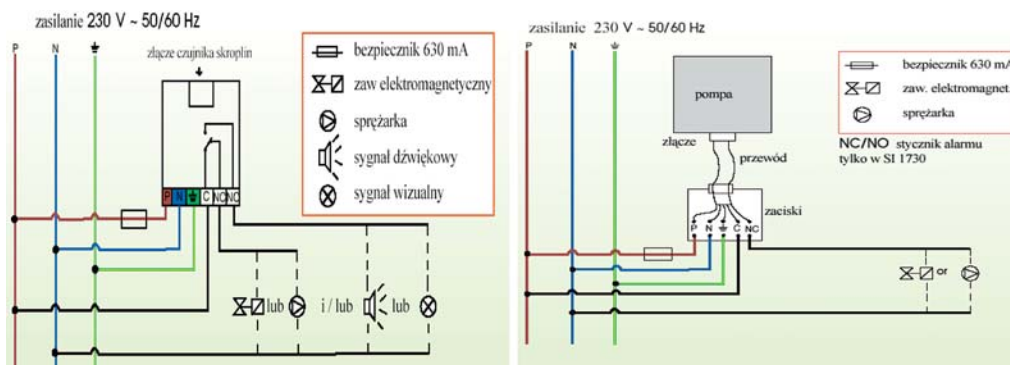 zasilanie 230 V ~ 50/60 Hz
P N
złącze czujnika skroplin
bezpiecznik 630 mA
zaw elektromagnetyczny
sprężarka
sygnał dźwiękowy
sygnał wizualny
P N C NC NC
lub i / lub lub
zasilanie 230 V ~ 50/60 Hz
P N
pompa
złącze
przewód
zaciski
P N C NC
bezpiecznik 630 mA
zaw. elektromagnet.
sprężarka
NC/NO stycznik alarmu
tylko w SI 1730
or